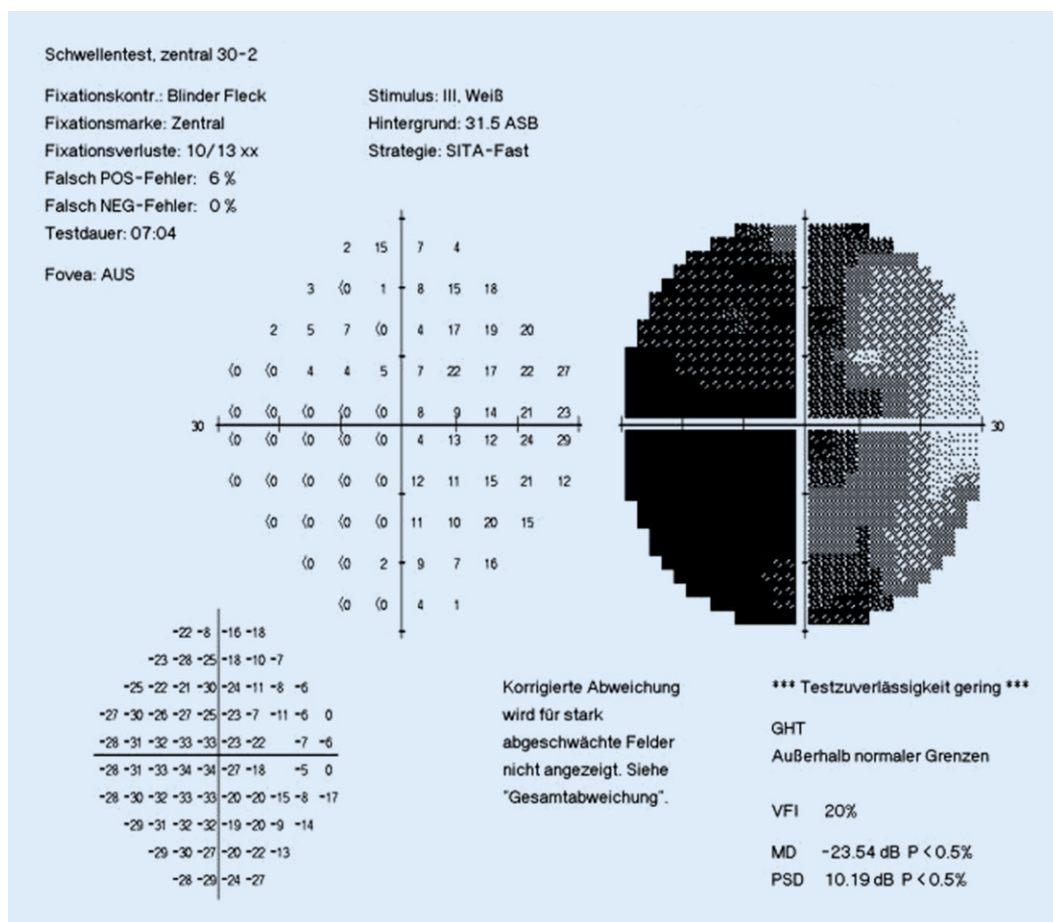 Schwellentest, zentral 30-2
Fixationskontr.: Blinder Fleck
Fixationsmarke: Zentral
Fixationsverluste: 10/13 xx
Falsch POS-Fehler: 6 %
Falsch NEG-Fehler: 0 %
Testdauer: 07:04
Fovea: AUS
Stimulus: III, Weiß
Hintergrund: 31.5 ASB
Strategie: SITA-Fast
2 15 7 4
3 ⟨0 1 8 15 18
2 5 7 ⟨0 4 17 19 20
⟨0 ⟨0 4 4 5 7 22 17 22 27
⟨0 ⟨0 ⟨0 ⟨0 ⟨0 8 9 14 21 23
30 30
⟨0 ⟨0 ⟨0 ⟨0 ⟨0 4 13 12 24 29
⟨0 ⟨0 ⟨0 ⟨0 ⟨0 12 11 15 21 12
⟨0 ⟨0 ⟨0 ⟨0 11 10 20 15
⟨0 ⟨0 2 9 7 16
⟨0 ⟨0 4 1
-22 -8 -16 -18
-23 -28 -25 -18 -10 -7
-25 -22 -21 -30 -24 -11 -8 -6
-27 -30 -26 -27 -25 -23 -7 -11 -6 0
-28 -31 -32 -33 -33 -23 -22 -7 -6
-28 -31 -33 -34 -34 -27 -18 -5 0
-28 -30 -32 -33 -33 -20 -20 -15 -8 -17
-29 -31 -32 -32 -19 -20 -9 -14
-29 -30 -27 -20 -22 -13
-28 -29 -24 -27
Korrigierte Abweichung
wird für stark
abgeschwächte Felder
nicht angezeigt. Siehe
"Gesamtabweichung".
*** Testzuverlässigkeit gering ***
GHT
Außerhalb normaler Grenzen
VFI 20%
MD -23.54 dB P < 0.5%
PSD 10.19 dB P < 0.5%